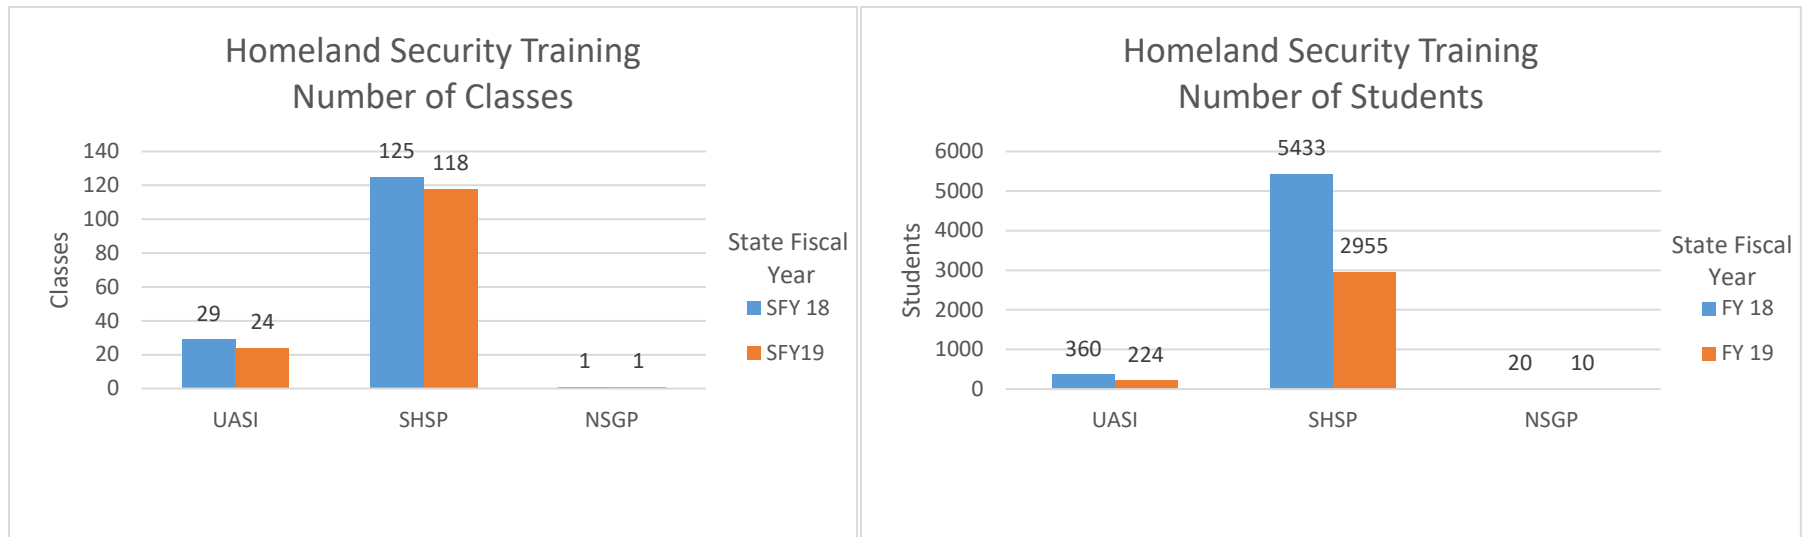 Homeland Security Training
Number of Classes
140
120
100
80
60
40
20
0
Classes
29
24
125
118
1
1
UASI
SHSP
NSGP
State Fiscal
Year
SFY 18
SFY19
Homeland Security Training
Number of Students
6000
5000
4000
3000
2000
1000
0
Students
360
224
5433
2955
20
10
UASI
SHSP
NSGP
State Fiscal
Year
FY 18
FY 19